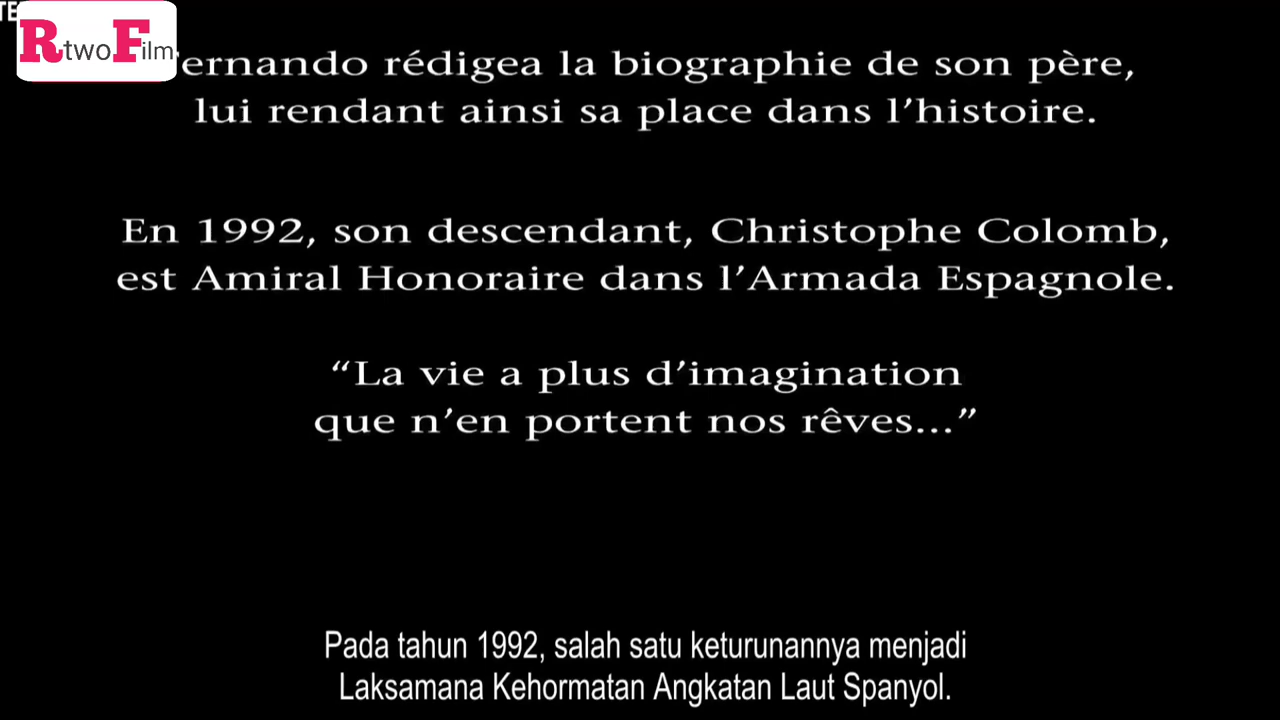 RtwoFilm
ernando rédigea la biographie de son père,
lui rendant ainsi sa place dans l’histoire.
En 1992, son descendant, Christophe Colomb,
est Amiral Honoraire dans l’Armada Espagnole.
“La vie a plus d’imagination
que n’en portent nos rêves...”
Pada tahun 1992, salah satu keturunannya menjadi
Laksamana Kehormatan Angkatan Laut Spanyol.